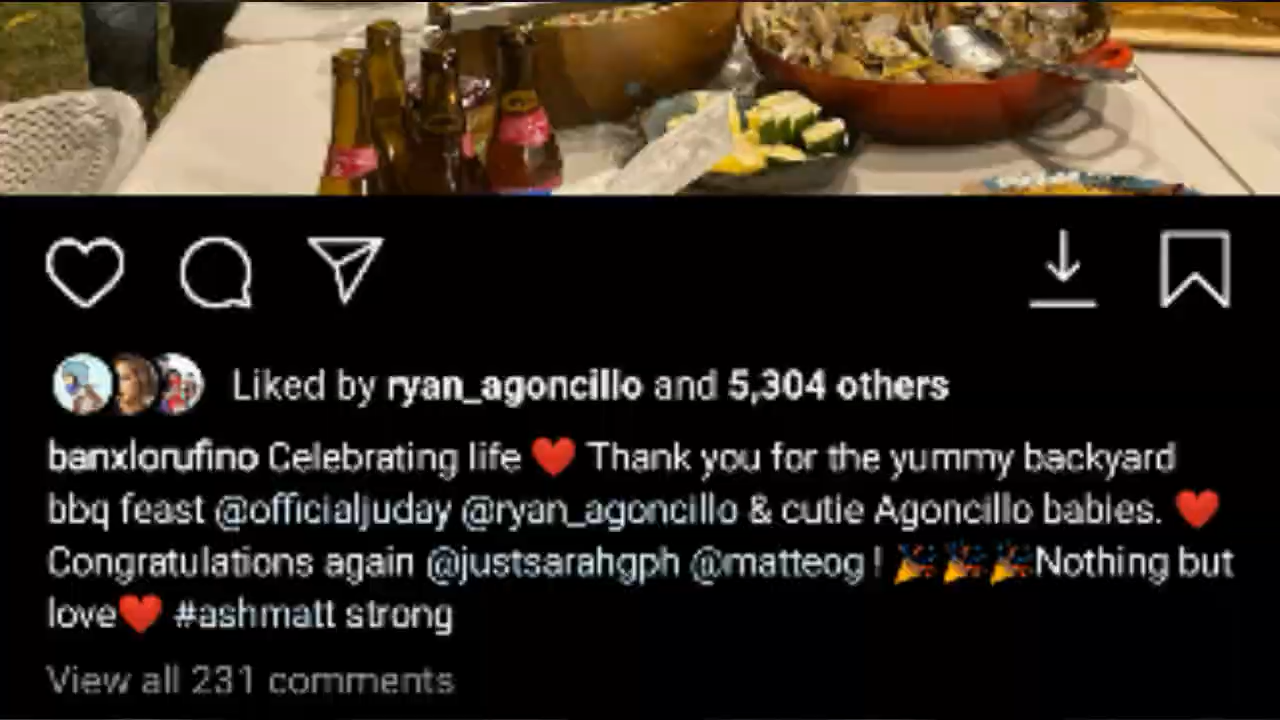 Liked by ryan_agoncillo and 5,304 others
banxlorufino Celebrating life ❤️ Thank you for the yummy backyard
bbq feast @officialjuday @ryan_agoncillo & cutie Agoncillo babies. ❤️
Congratulations again @justsarahgph @matteog ! 🎉🎉🎉Nothing but
love❤️ #ashmatt strong
View all 231 comments